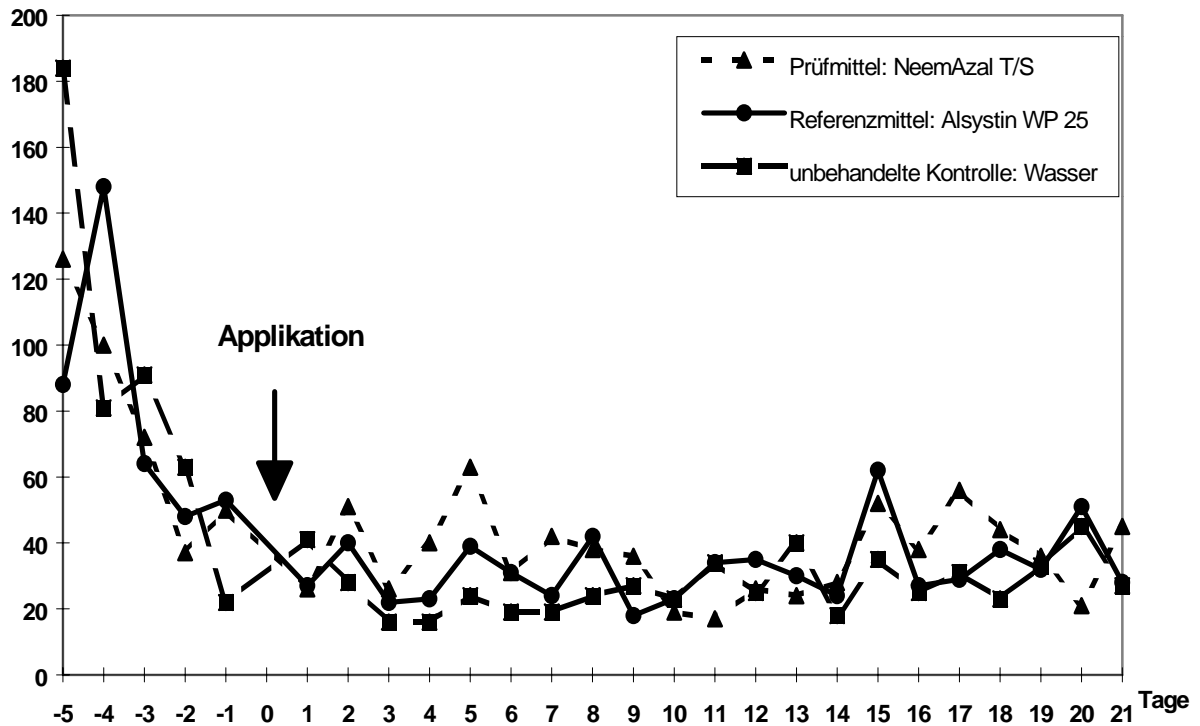 200
180
160
140
120
100
80
60
40
20
0
Prüfmittel: NeemAzal T/S
Referenzmittel: Alsystin WP 25
unbehandelte Kontrolle: Wasser
Applikation
-5 -4 -3 -2 -1 0 1 2 3 4 5 6 7 8 9 10 11 12 13 14 15 16 17 18 19 20 21
Tage